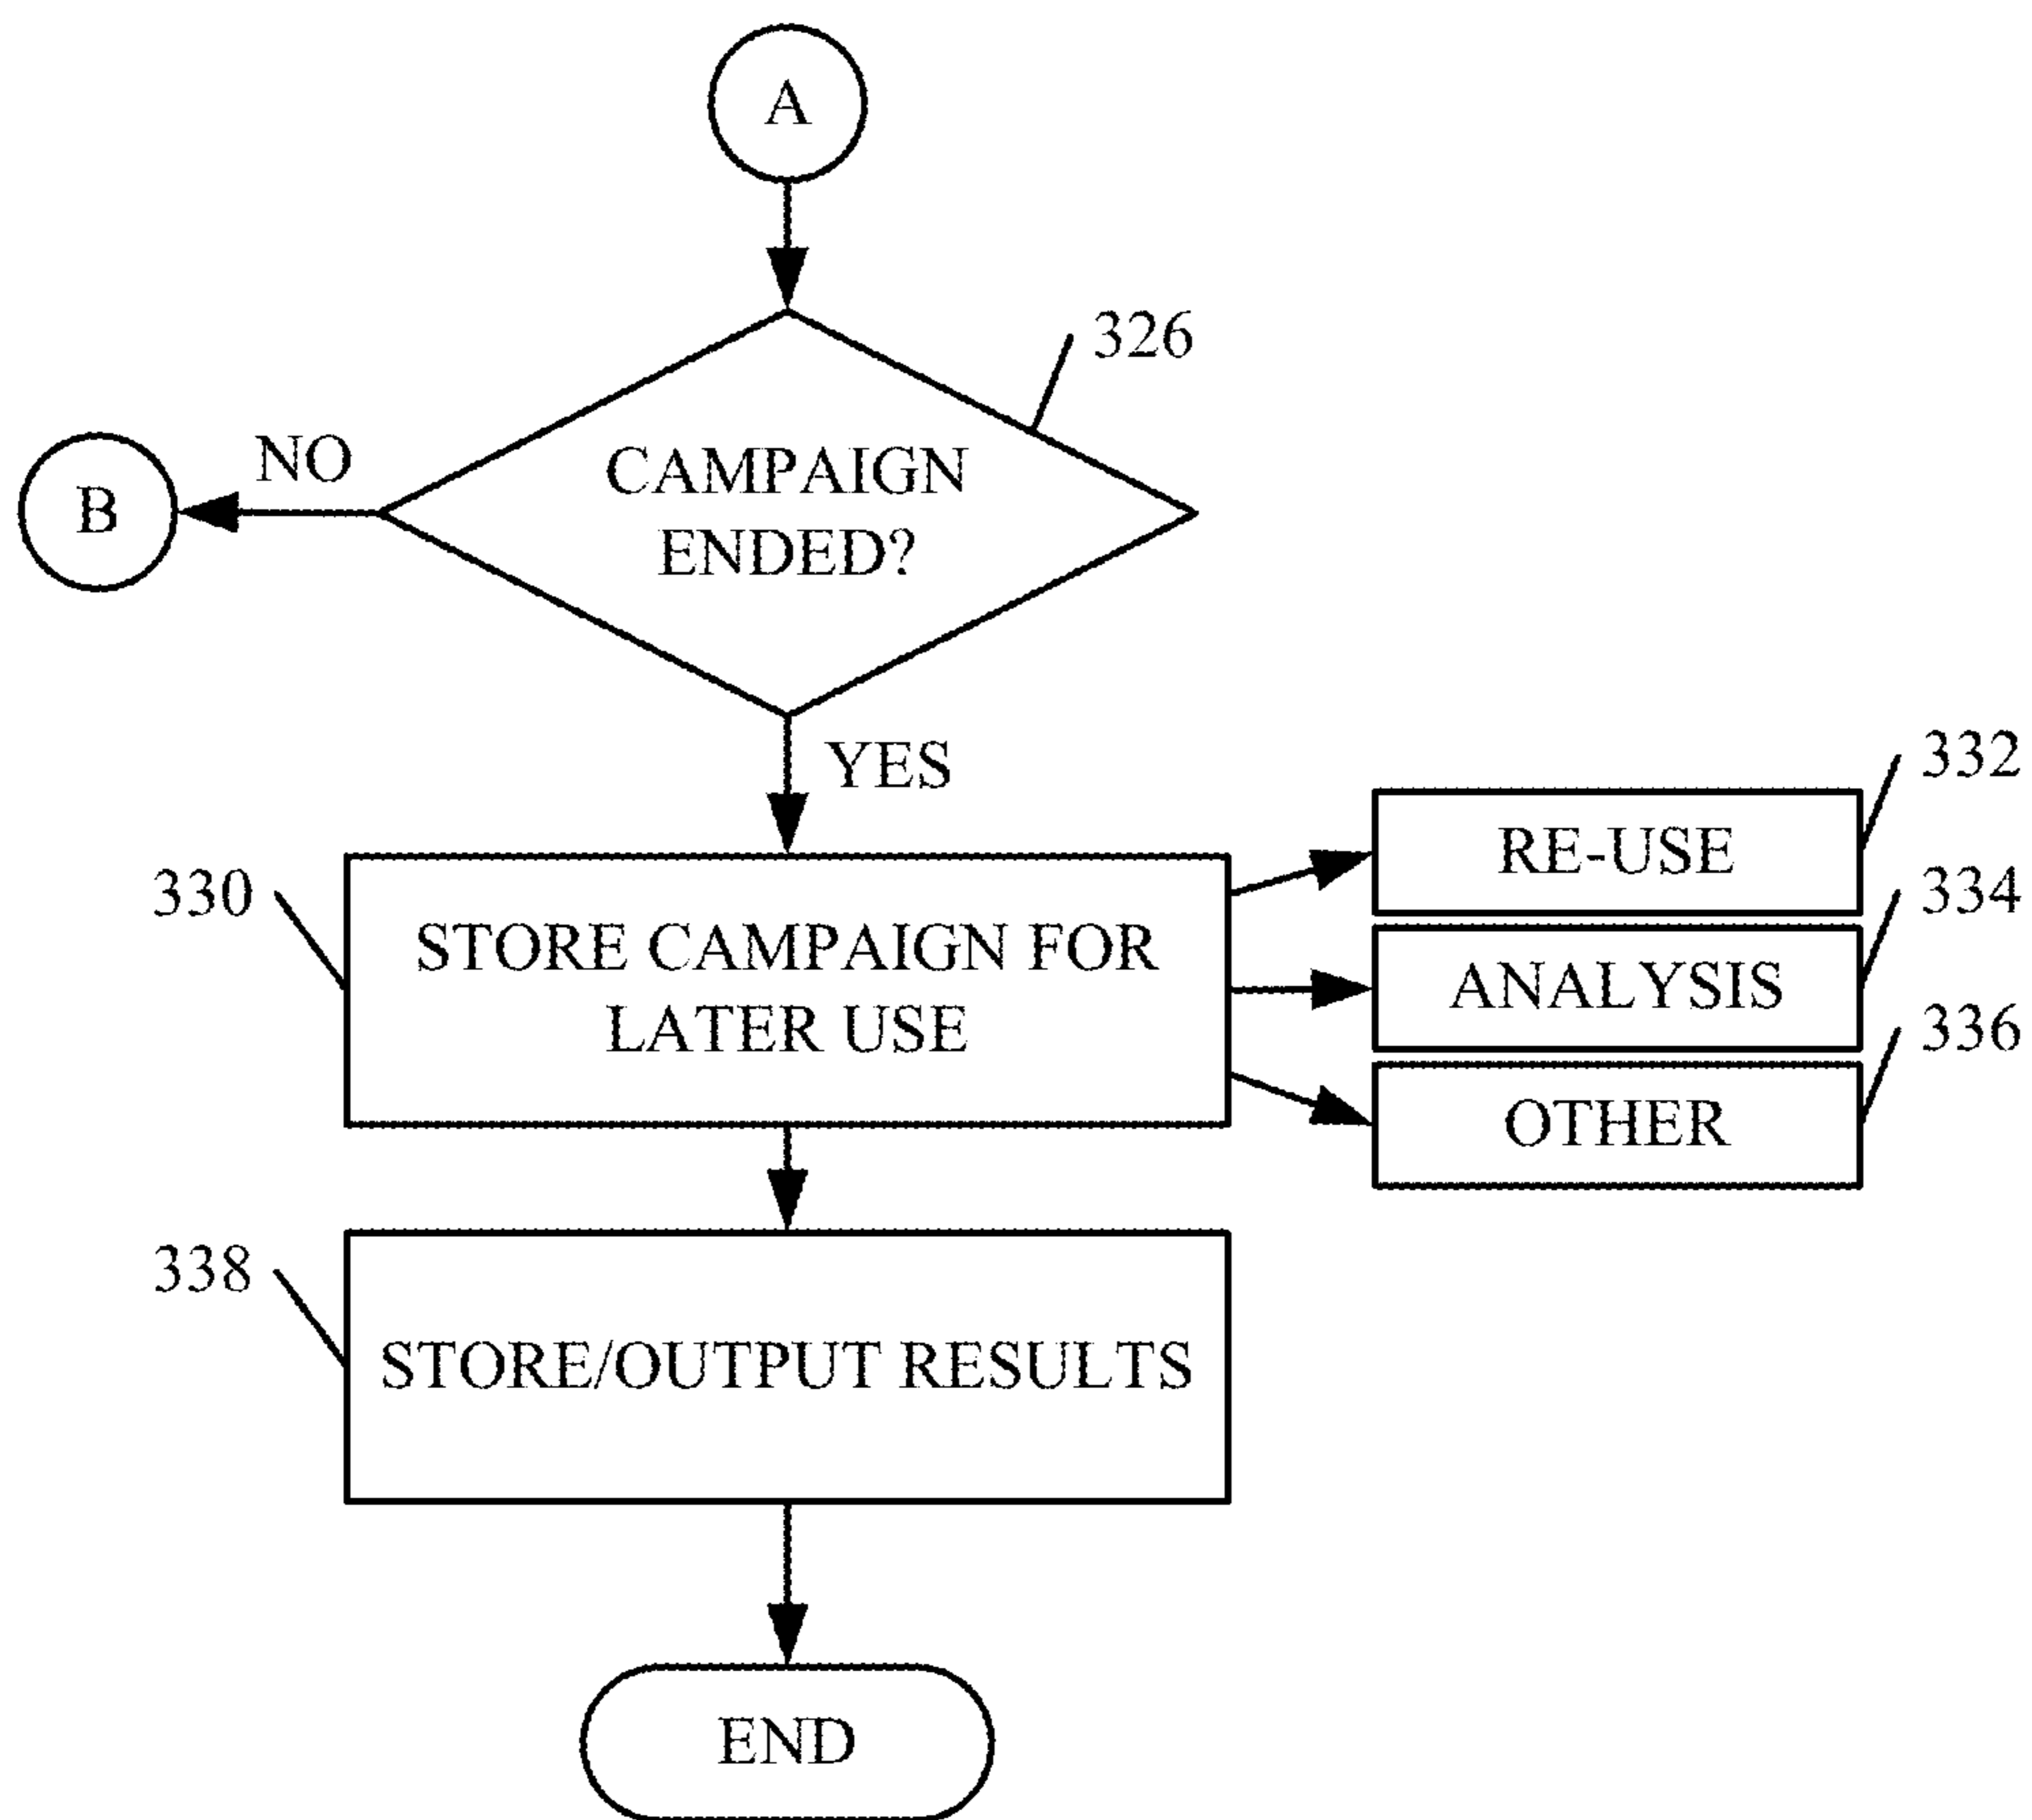 A
326
NO
B
CAMPAIGN
ENDED?
YES
332
RE-USE
330
STORE CAMPAIGN FOR
LATER USE
334
ANALYSIS
336
OTHER
338
STORE/OUTPUT RESULTS
END